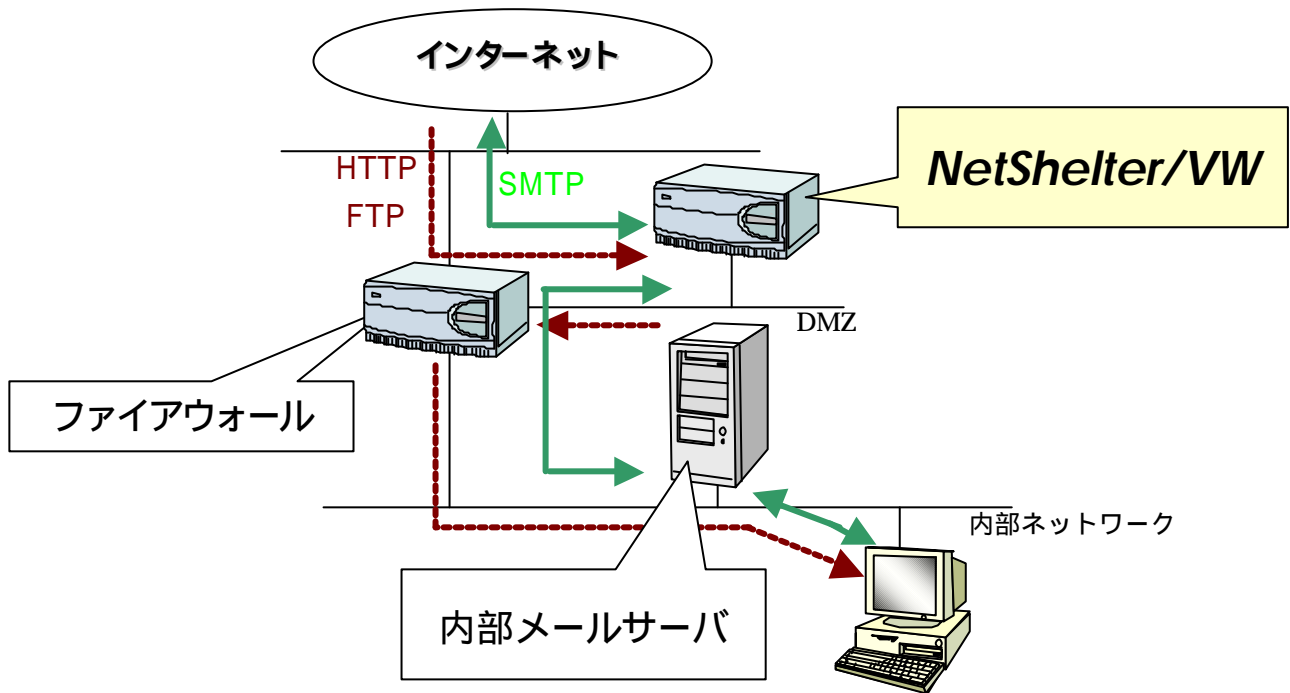 インターネット
HTTP
SMTP
FTP
NetShelter/VW
DMZ
ファイアウォール
内部ネットワーク
内部メールサーバ